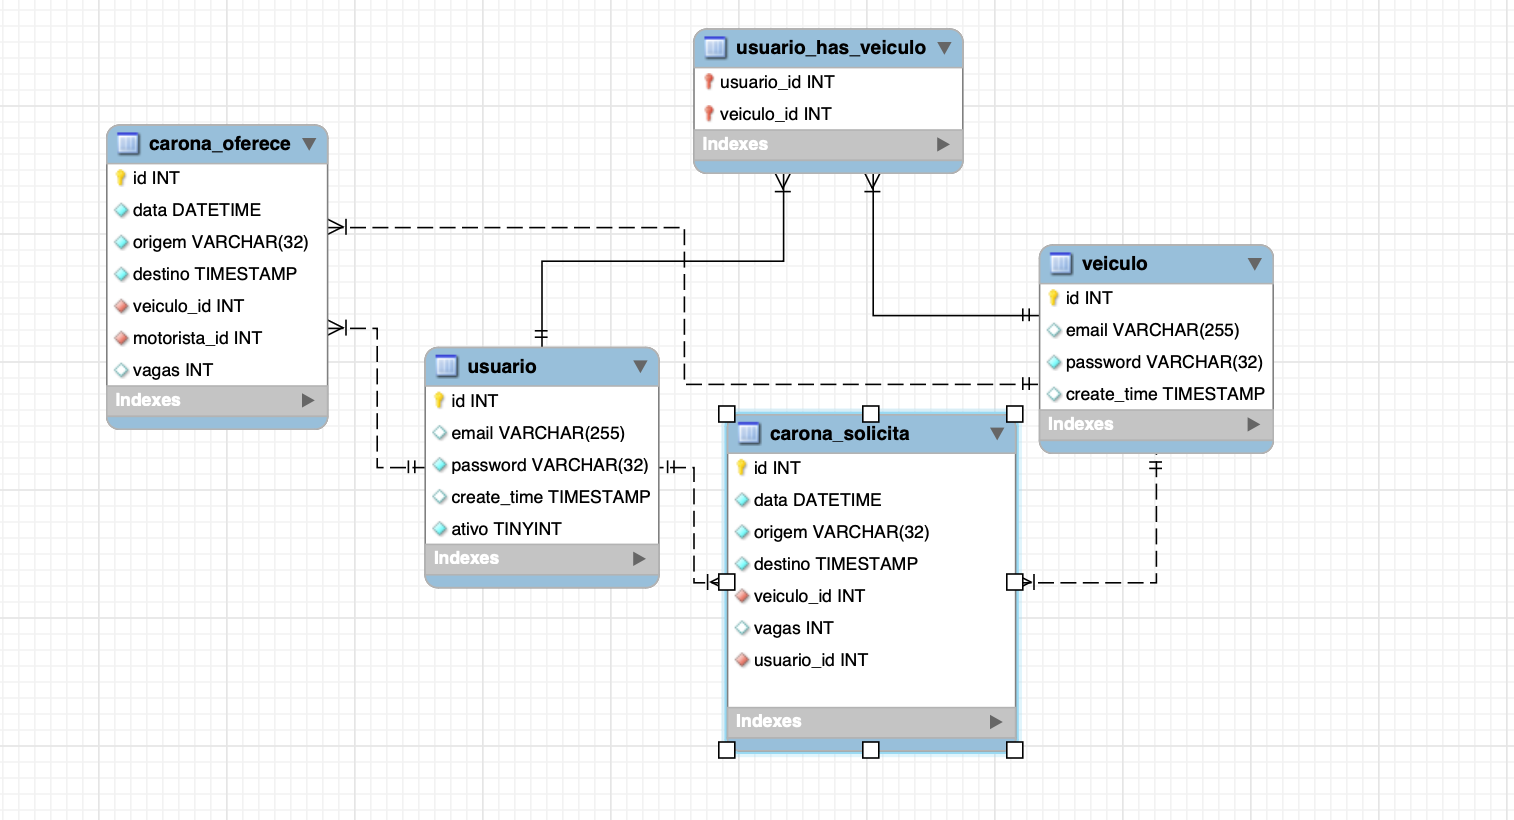 usuario_has_veiculo
usuario_id INT
veiculo_id INT
Indexes
carona_oferece
id INT
data DATETIME
origem VARCHAR(32)
destino TIMESTAMP
veiculo_id INT
motorista_id INT
vagas INT
Indexes
veiculo
id INT
email VARCHAR(255)
password VARCHAR(32)
create_time TIMESTAMP
Indexes
usuario
id INT
email VARCHAR(255)
password VARCHAR(32)
create_time TIMESTAMP
ativo TINYINT
Indexes
carona_solicita
id INT
data DATETIME
origem VARCHAR(32)
destino TIMESTAMP
veiculo_id INT
vagas INT
usuario_id INT
Indexes